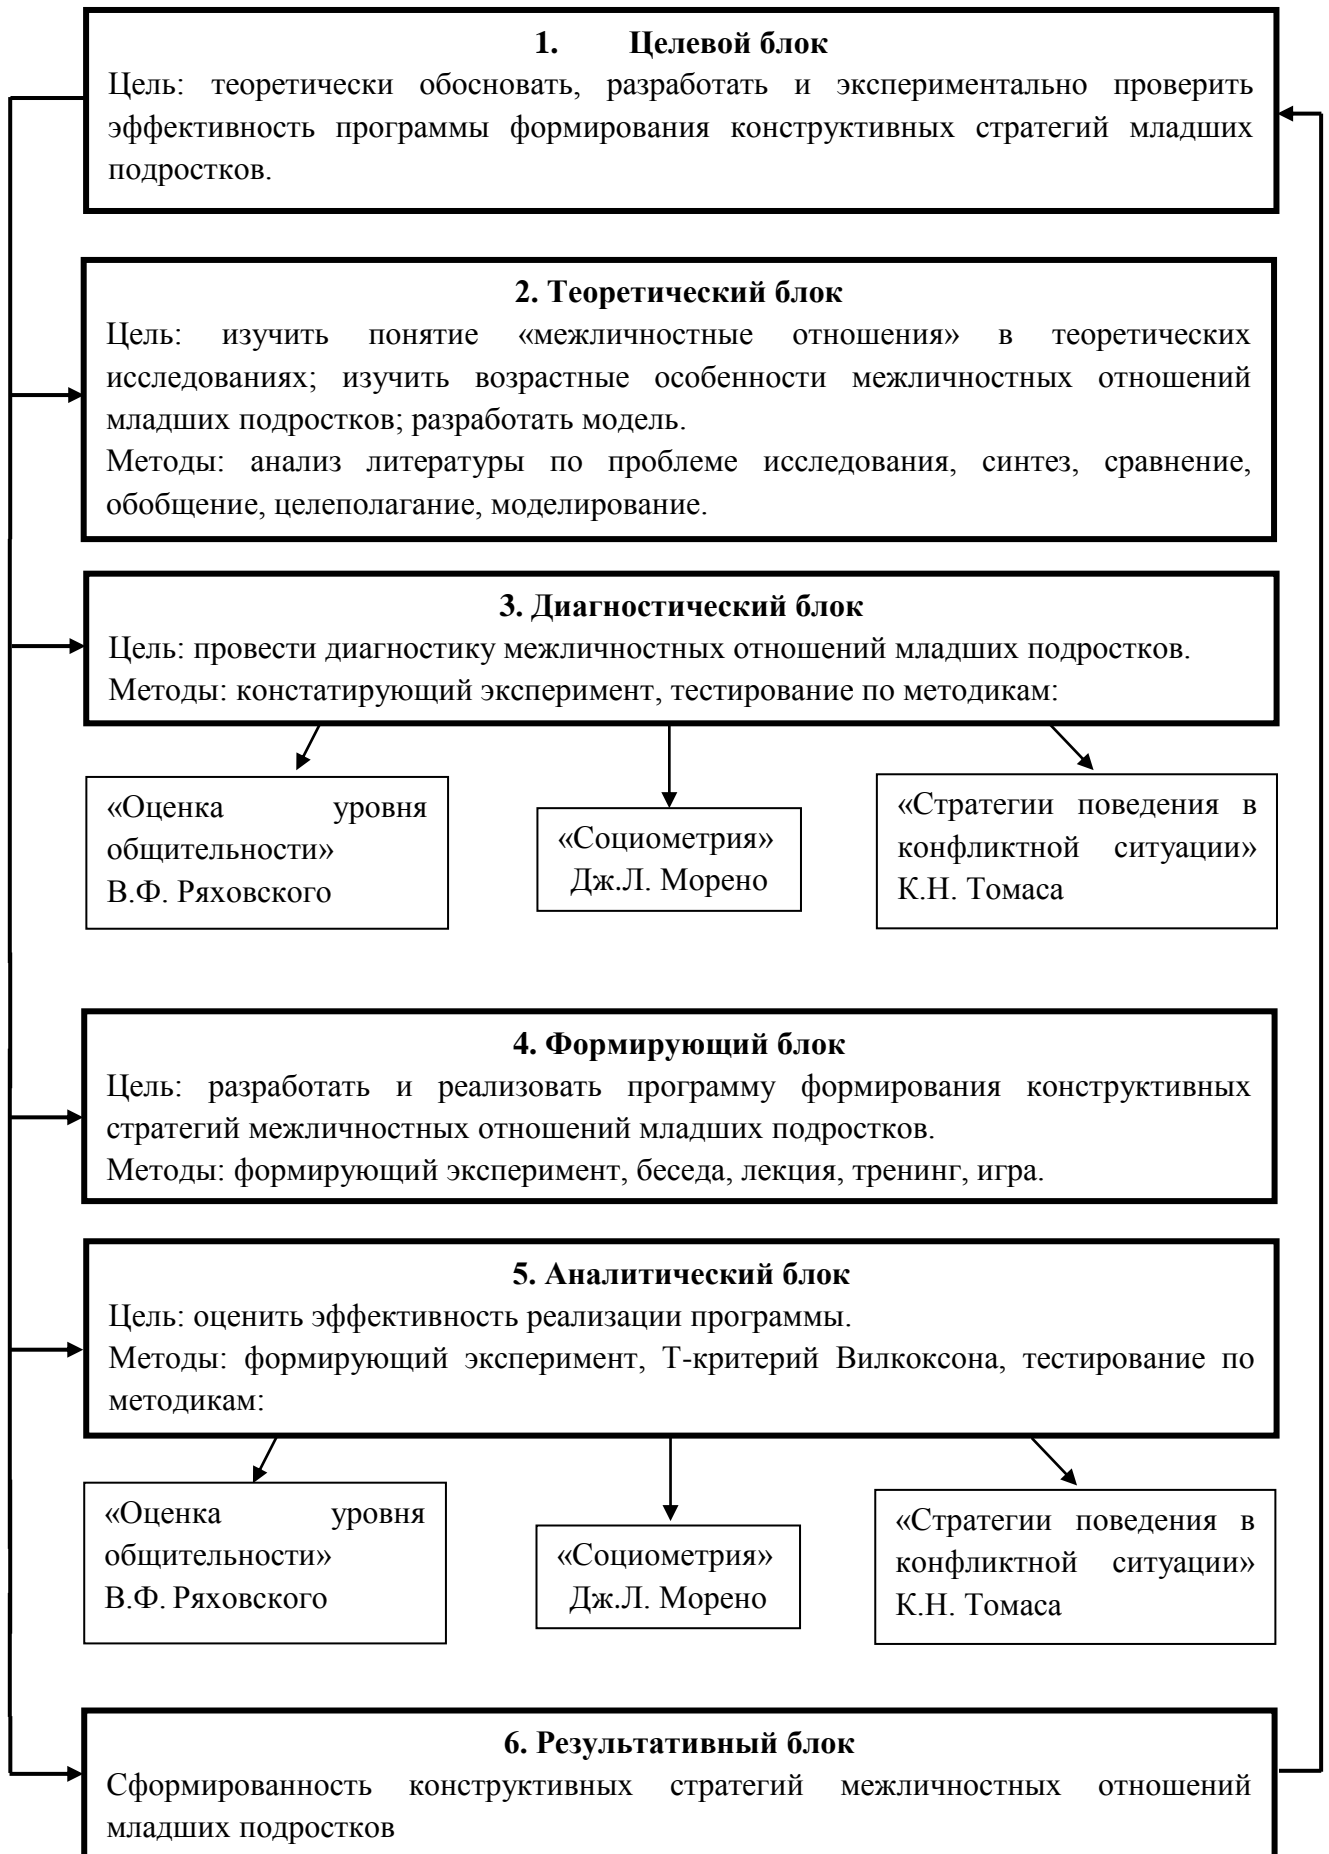 1. Целевой блок
Цель: теоретически обосновать, разработать и экспериментально проверить
эффективность программы формирования конструктивных стратегий младших
подростков.
2. Теоретический блок
Цель: изучить понятие «межличностные отношения» в теоретических
исследованиях; изучить возрастные особенности межличностных отношений
младших подростков; разработать модель.
Методы: анализ литературы по проблеме исследования, синтез, сравнение,
обобщение, целеполагание, моделирование.
3. Диагностический блок
Цель: провести диагностику межличностных отношений младших подростков.
Методы: констатирующий эксперимент, тестирование по методикам:
«Оценка уровня
общительности»
В.Ф. Ряховского
«Социометрия»
Дж.Л. Морено
«Стратегии поведения в
конфликтной ситуации»
К.Н. Томаса
4. Формирующий блок
Цель: разработать и реализовать программу формирования конструктивных
стратегий межличностных отношений младших подростков.
Методы: формирующий эксперимент, беседа, лекция, тренинг, игра.
5. Аналитический блок
Цель: оценить эффективность реализации программы.
Методы: формирующий эксперимент, Т-критерий Вилкоксона, тестирование по
методикам:
«Оценка уровня
общительности»
В.Ф. Ряховского
«Социометрия»
Дж.Л. Морено
«Стратегии поведения в
конфликтной ситуации»
К.Н. Томаса
6. Результативный блок
Сформированность конструктивных стратегий межличностных отношений
младших подростков